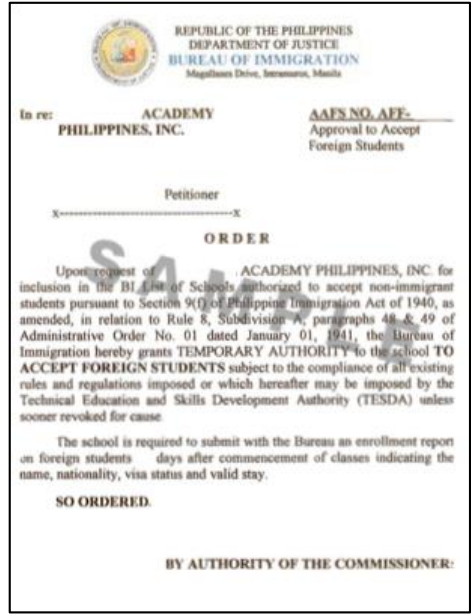 REPUBLIC OF THE PHILIPPINES
DEPARTMENT OF JUSTICE
BUREAU OF IMMIGRATION
Magallanes Drive, Intramuros, Manila
In re: ACADEMY
PHILIPPINES, INC.
AAFS NO. AFF-
Approval to Accept
Foreign Students
Petitioner
x-----------------------------------x
ORDER
SAMPLE
Upon request of ACADEMY PHILIPPINES, INC. for
inclusion in the BI List of Schools authorized to accept non-immigrant
students pursuant to Section 9(f) of Philippine Immigration Act of 1940, as
amended, in relation to Rule 8, Subdivision A, paragraphs 48 & 49 of
Administrative Order No. 01 dated January 01, 1941, the Bureau of
Immigration hereby grants TEMPORARY AUTHORITY to the school TO
ACCEPT FOREIGN STUDENTS subject to the compliance of all existing
rules and regulations imposed or which hereafter may be imposed by the
Technical Education and Skills Development Authority (TESDA) unless
sooner revoked for cause.
The school is required to submit with the Bureau an enrollment report
on foreign students days after commencement of classes indicating the
name, nationality, visa status and valid stay.
SO ORDERED.
BY AUTHORITY OF THE COMMISSIONER: